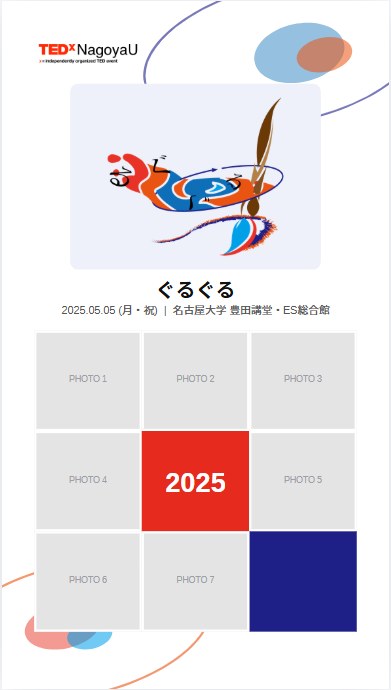 TEDxNagoyaU
x = independently organized TED event
ぐるぐる
2025.05.05 (月・祝) | 名古屋大学 豊田講堂・ES総合館
PHOTO 1
PHOTO 2
PHOTO 3
PHOTO 4
2025
PHOTO 5
PHOTO 6
PHOTO 7